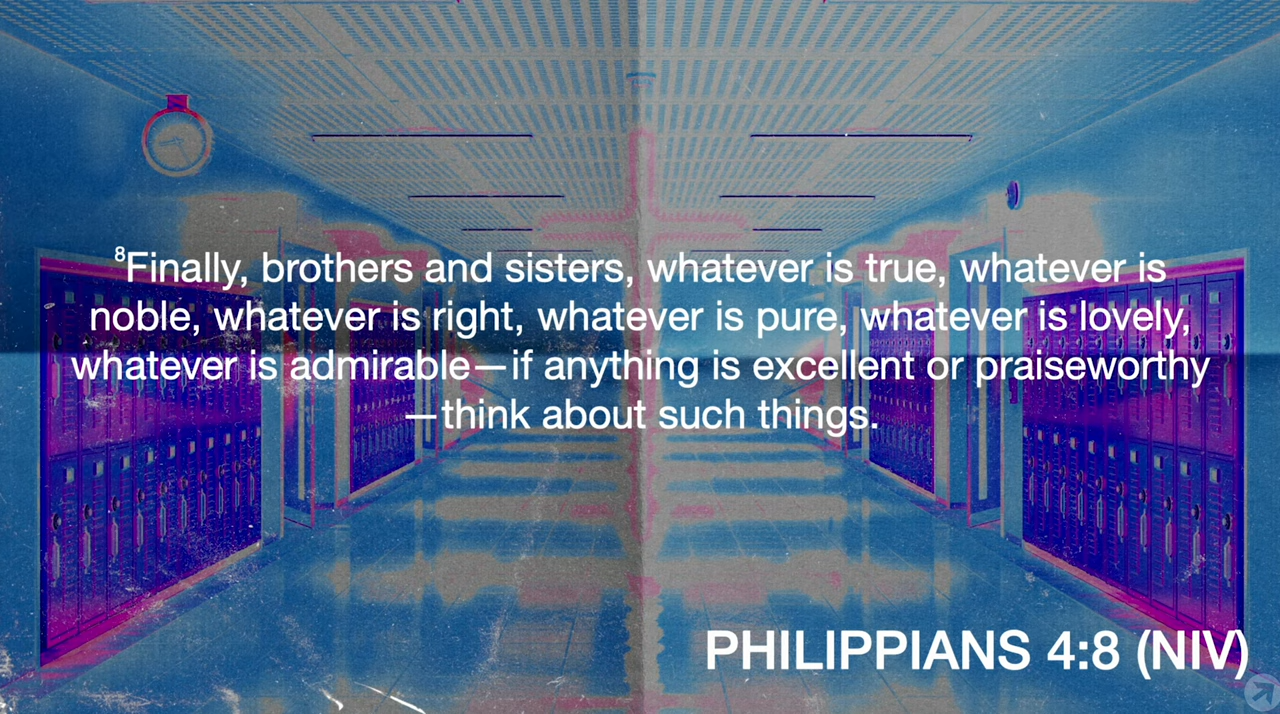 ⁸Finally, brothers and sisters, whatever is true, whatever is
noble, whatever is right, whatever is pure, whatever is lovely,
whatever is admirable—if anything is excellent or praiseworthy
—think about such things.
PHILIPPIANS 4:8 (NIV)